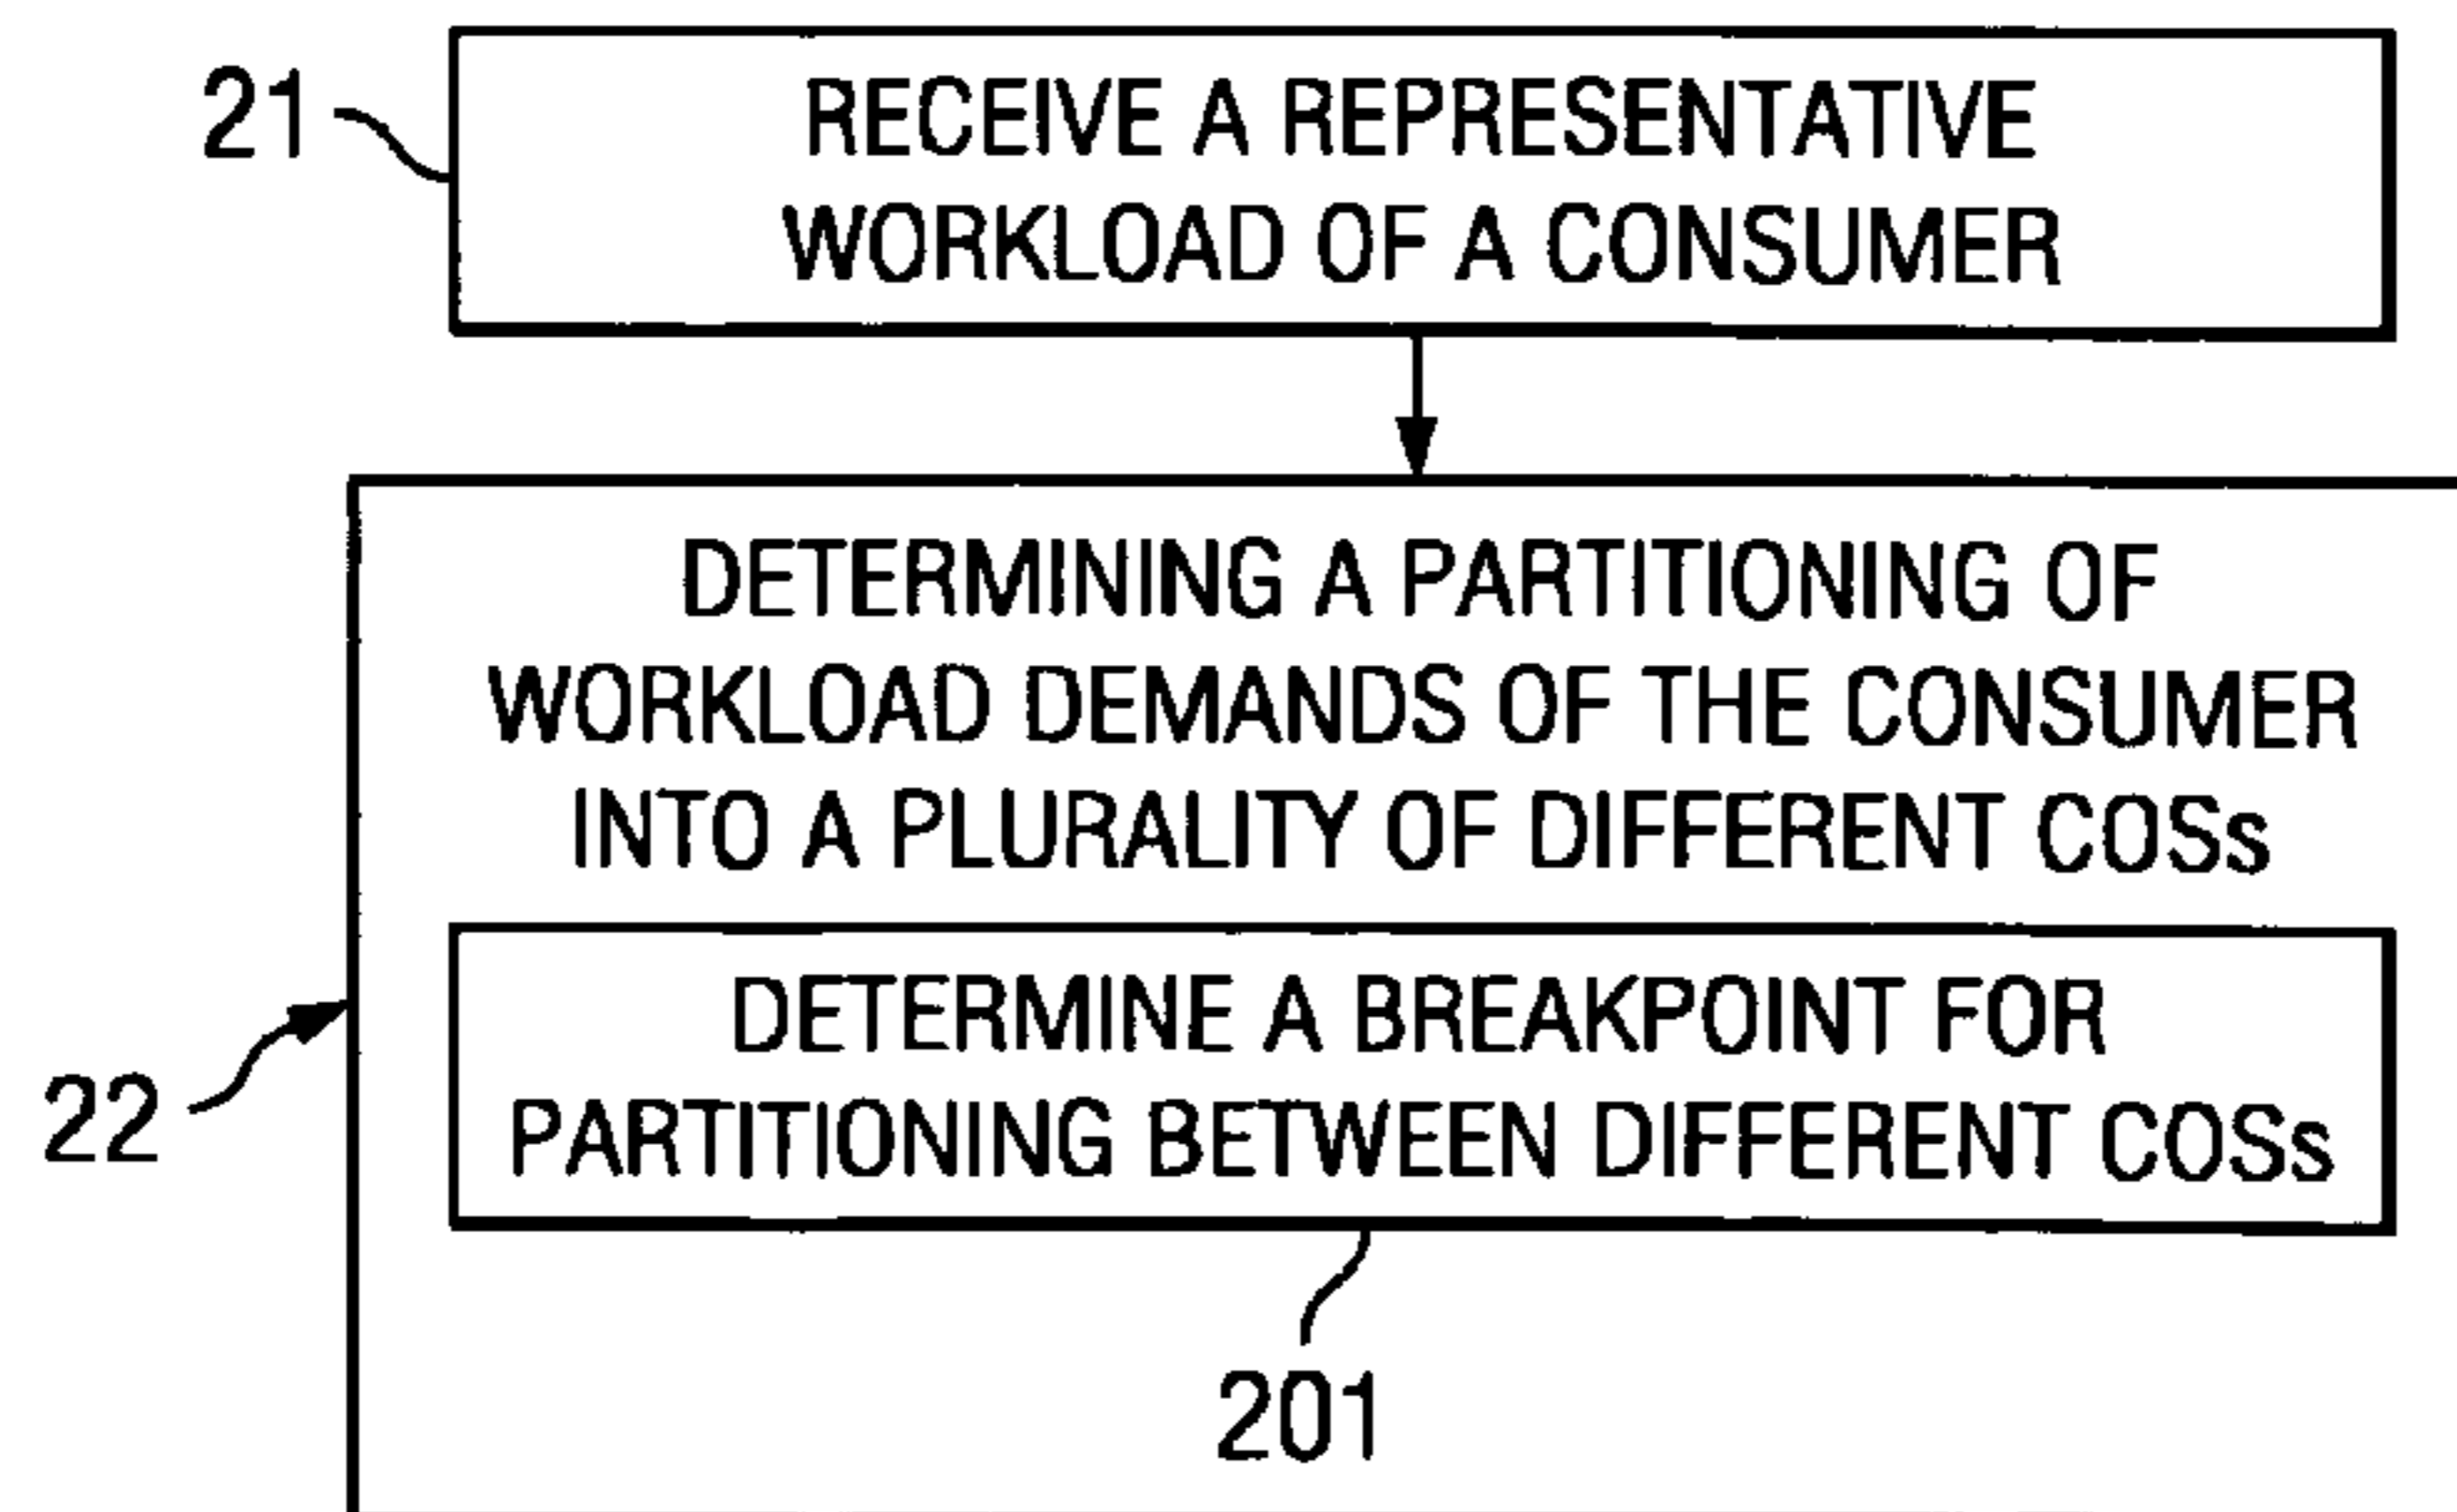 21
RECEIVE A REPRESENTATIVE
WORKLOAD OF A CONSUMER
DETERMINING A PARTITIONING OF
WORKLOAD DEMANDS OF THE CONSUMER
INTO A PLURALITY OF DIFFERENT COSs
DETERMINE A BREAKPOINT FOR
PARTITIONING BETWEEN DIFFERENT COSs
22
201